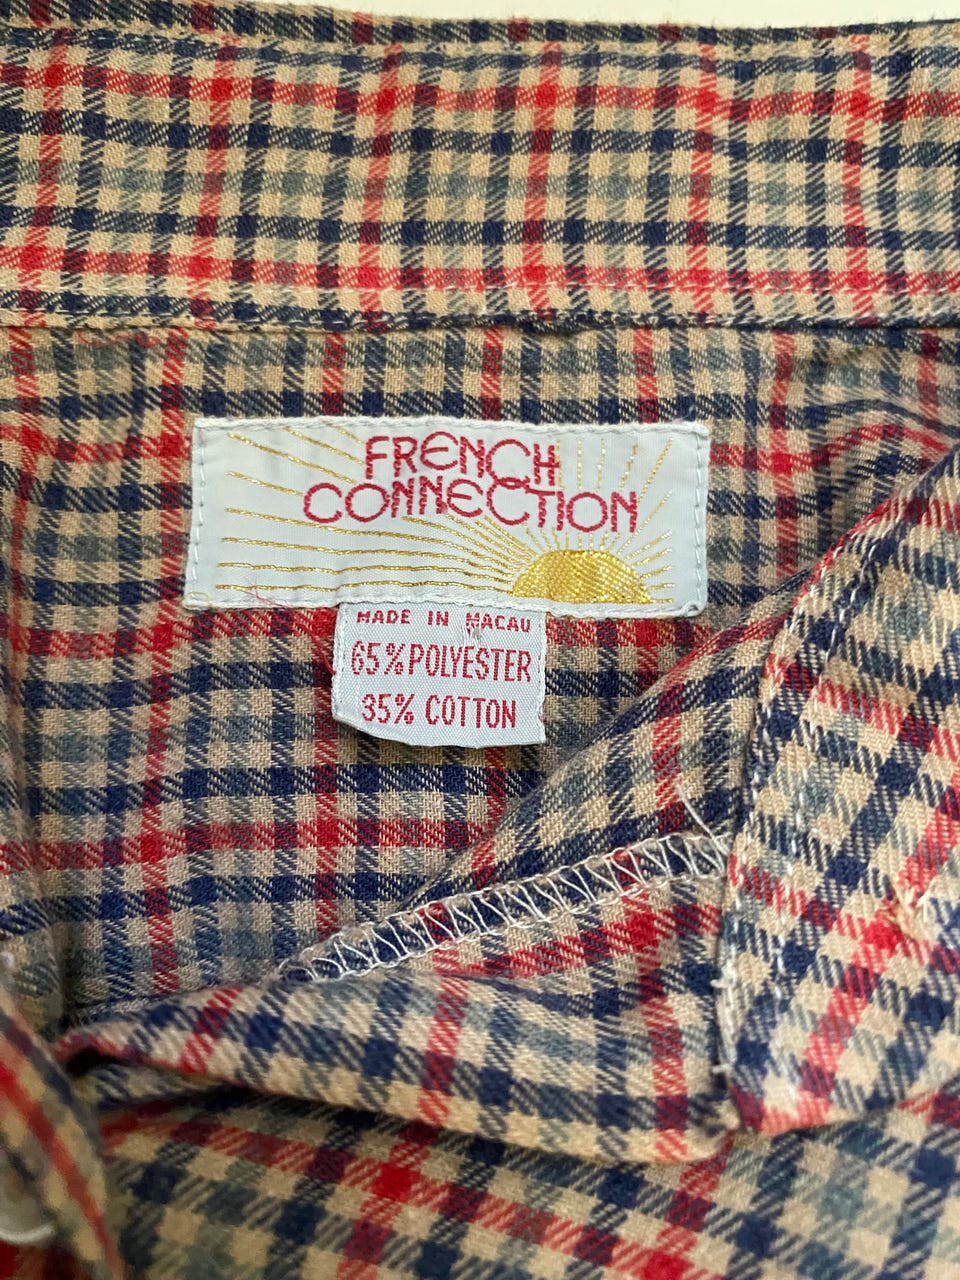 FRENCH
CONNECTION
MADE IN MACAU
65% POLYESTER
35% COTTON